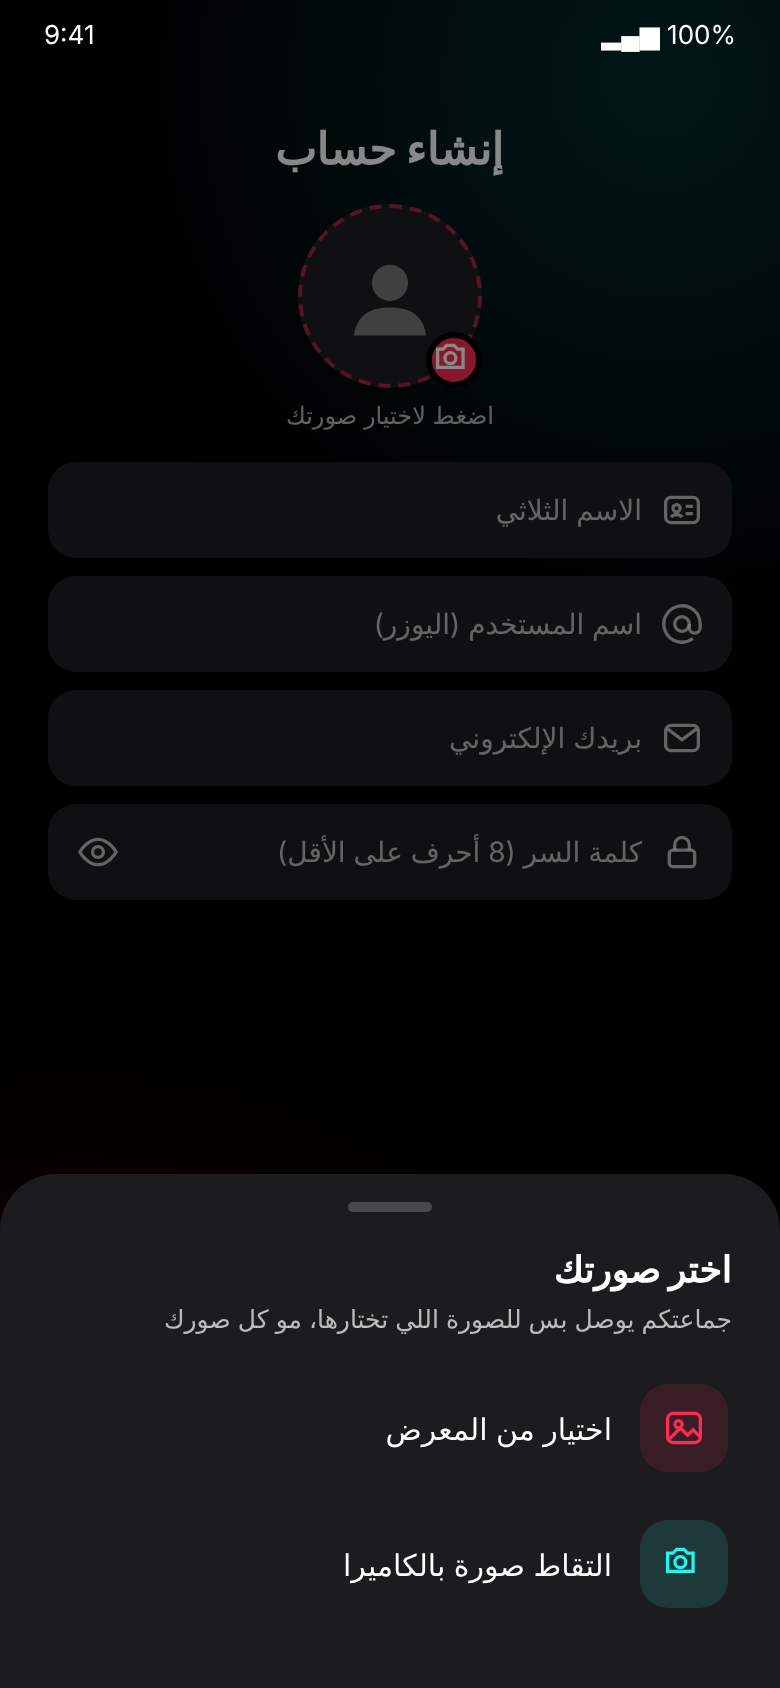 9:41
100%
إنشاء حساب
اضغط لاختيار صورتك
الاسم الثلاثي
اسم المستخدم (اليوزر)
بريدك الإلكتروني
كلمة السر (8 أحرف على الأقل)
اختر صورتك
جماعتكم يوصل بس للصورة اللي تختارها، مو كل صورك
اختيار من المعرض
التقاط صورة بالكاميرا